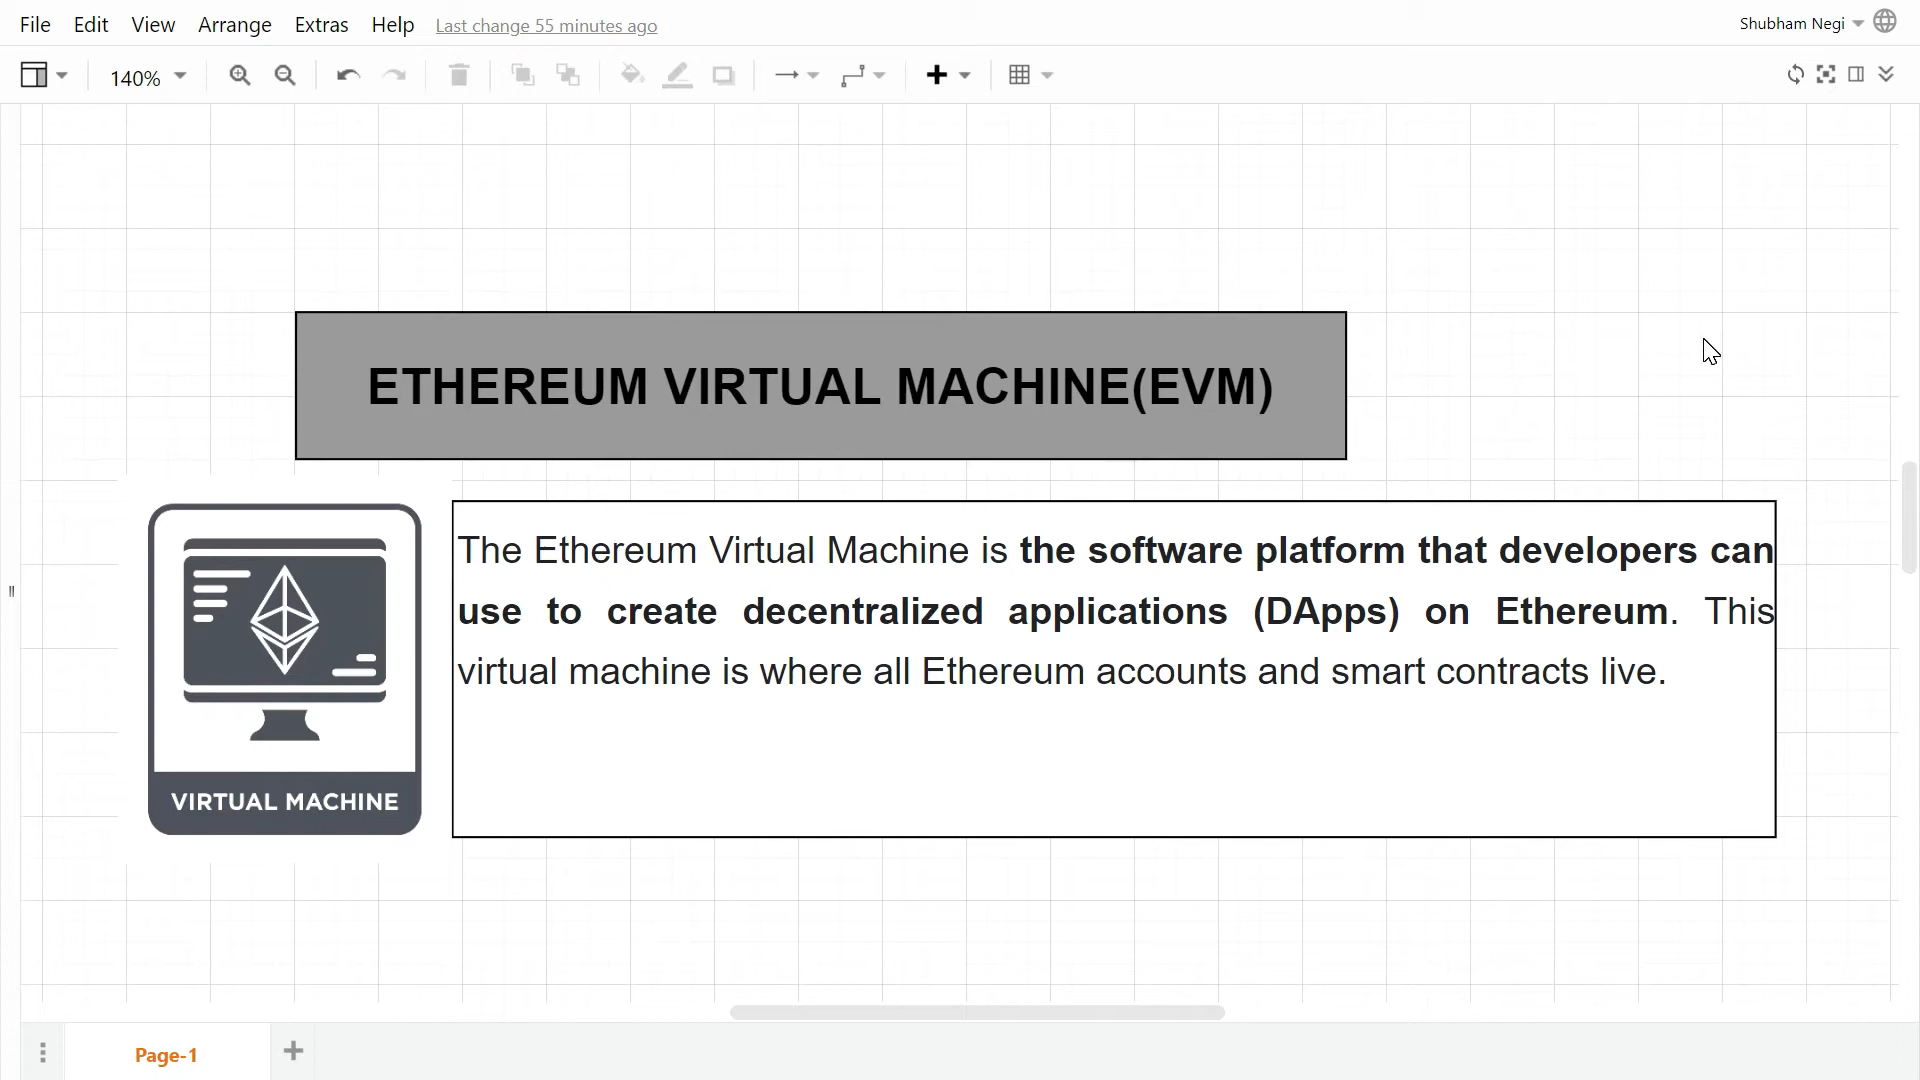 File Edit View Arrange Extras Help Last change 55 minutes ago Shubham Negi
140%
ETHEREUM VIRTUAL MACHINE(EVM)
The Ethereum Virtual Machine is the software platform that developers can
use to create decentralized applications (DApps) on Ethereum. This
virtual machine is where all Ethereum accounts and smart contracts live.
VIRTUAL MACHINE
Page-1